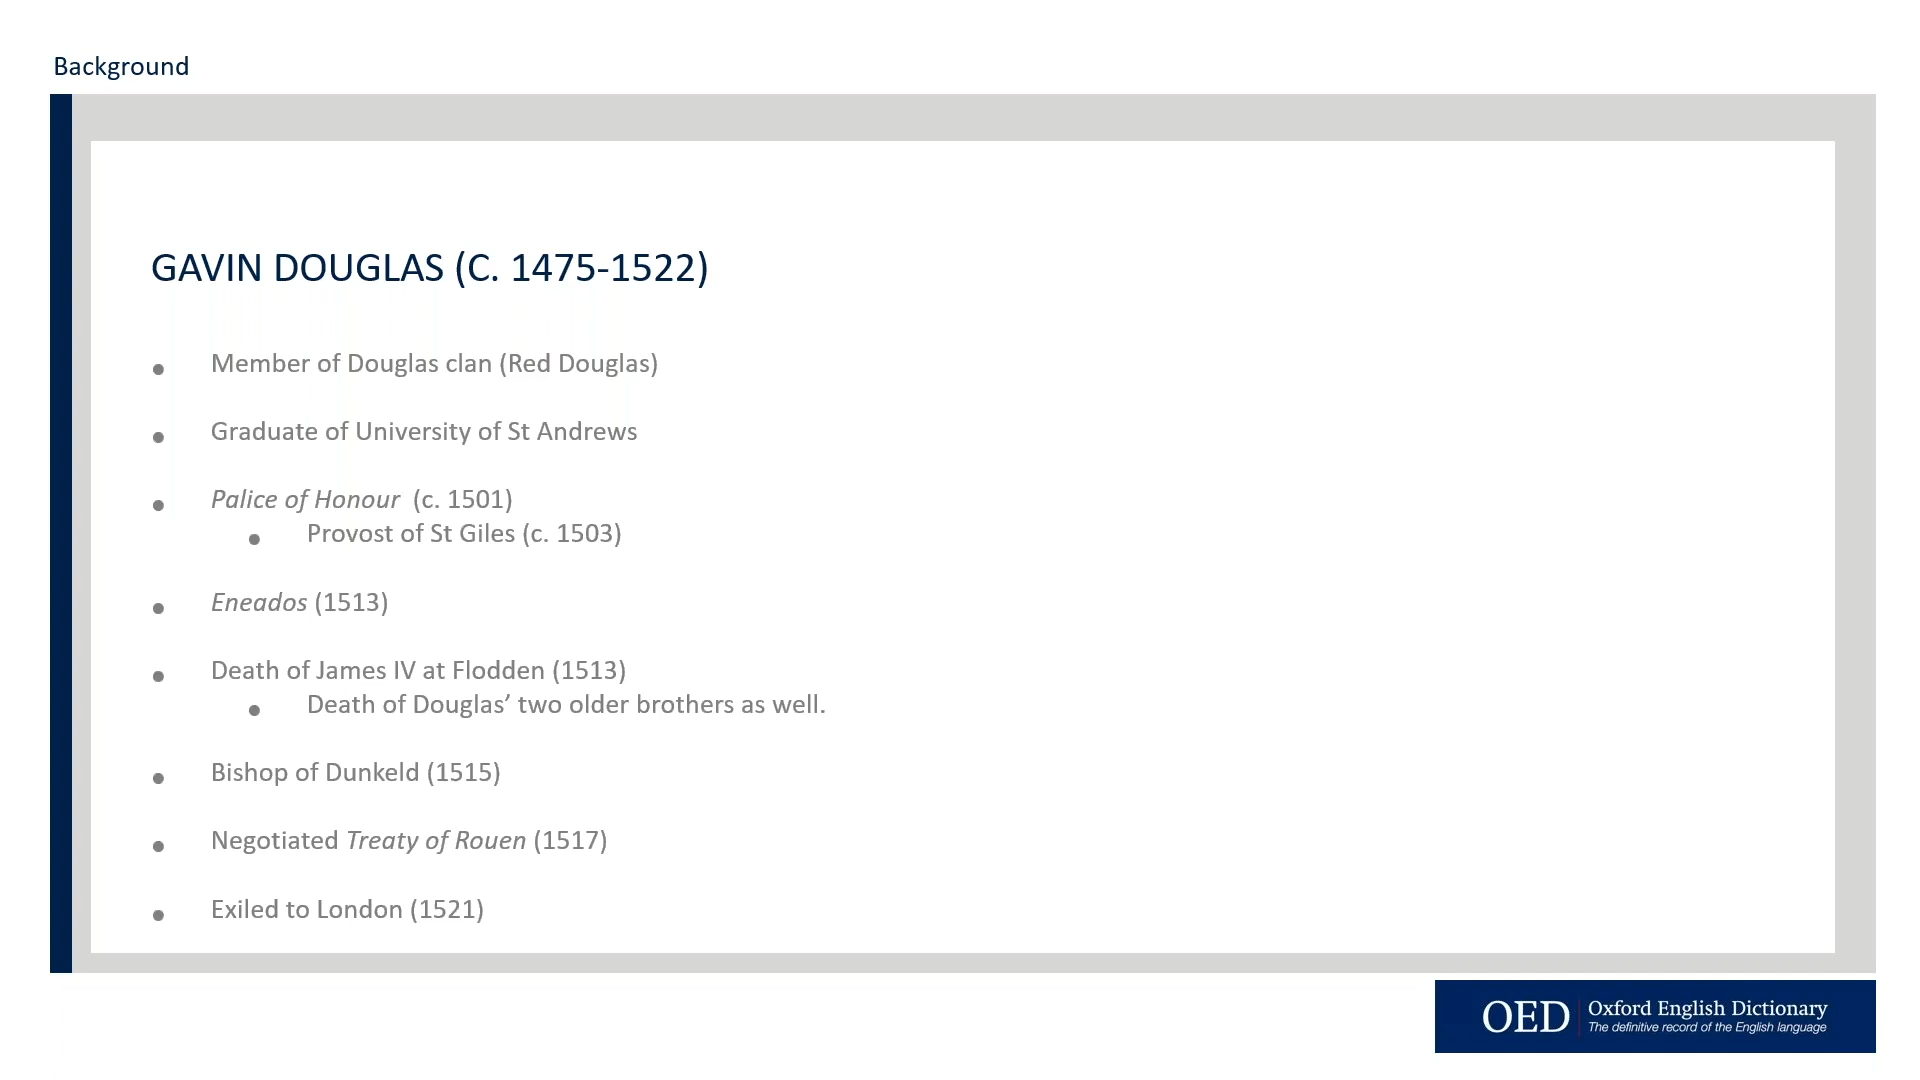 Background
GAVIN DOUGLAS (C. 1475-1522)
• Member of Douglas clan (Red Douglas)
• Graduate of University of St Andrews
• Palice of Honour (c. 1501)
• Provost of St Giles (c. 1503)
• Eneados (1513)
• Death of James IV at Flodden (1513)
• Death of Douglas’ two older brothers as well.
• Bishop of Dunkeld (1515)
• Negotiated Treaty of Rouen (1517)
• Exiled to London (1521)
OED Oxford English Dictionary
The definitive record of the English language